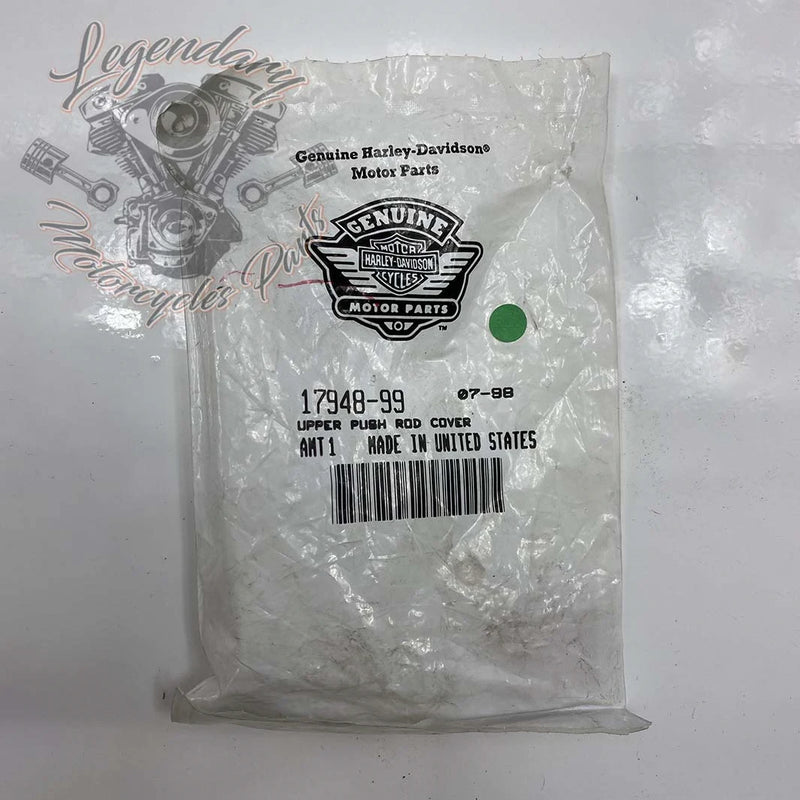 Legendary
Motorcycles Parts
Genuine Harley-Davidson®
Motor Parts
GENUINE
MOTOR
HARLEY-DAVIDSON
CYCLES
MOTOR PARTS
TM
17948-99 07-98
UPPER PUSH ROD COVER
AMT1 MADE IN UNITED STATES